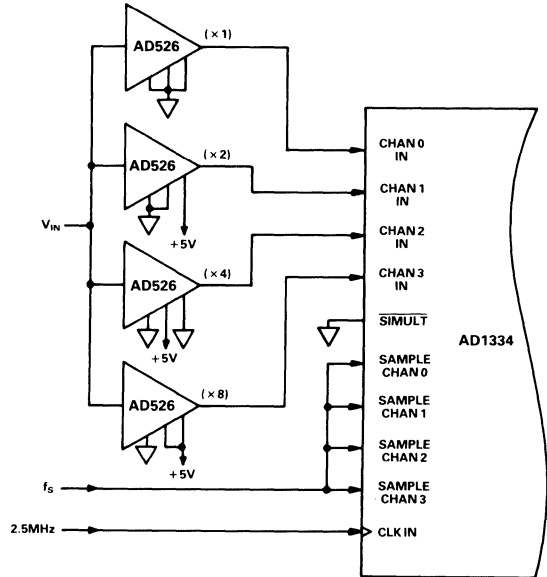 AD526
(×1)
CHAN 0
IN
AD526
(×2)
CHAN 1
IN
V_IN
+5V
CHAN 2
IN
AD526
(×4)
CHAN 3
IN
+5V
SIMULT
AD1334
SAMPLE
CHAN 0
AD526
(×8)
SAMPLE
CHAN 1
+5V
SAMPLE
CHAN 2
f_S
SAMPLE
CHAN 3
2.5MHz
CLK IN